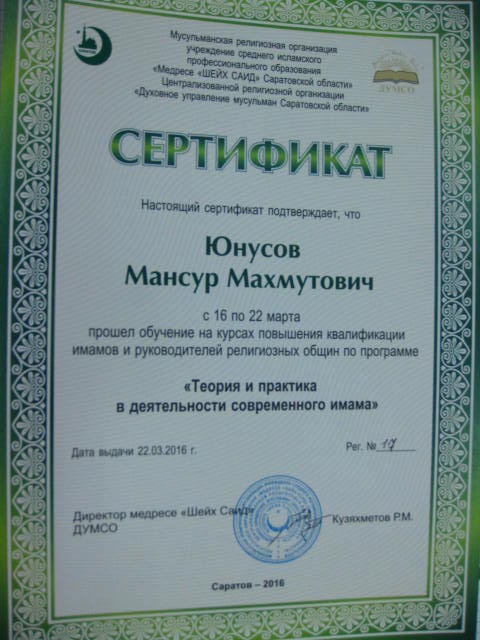 Мусульманская религиозная организация
учреждение среднего исламского
профессионального образования
«Медресе «ШЕЙХ САИД» Саратовской области»
Централизованной религиозной организации
«Духовное управление мусульман Саратовской области»
ДУМСО
СЕРТИФИКАТ
Настоящий сертификат подтверждает, что
Юнусов
Мансур Махмутович
с 16 по 22 марта
прошел обучение на курсах повышения квалификации
имамов и руководителей религиозных общин по программе
«Теория и практика
в деятельности современного имама»
Дата выдачи 22.03.2016 г.
Рег. № 17
Директор медресе «Шейх Саид»
ДУМСО
Кузяхметов Р.М.
Саратов – 2016